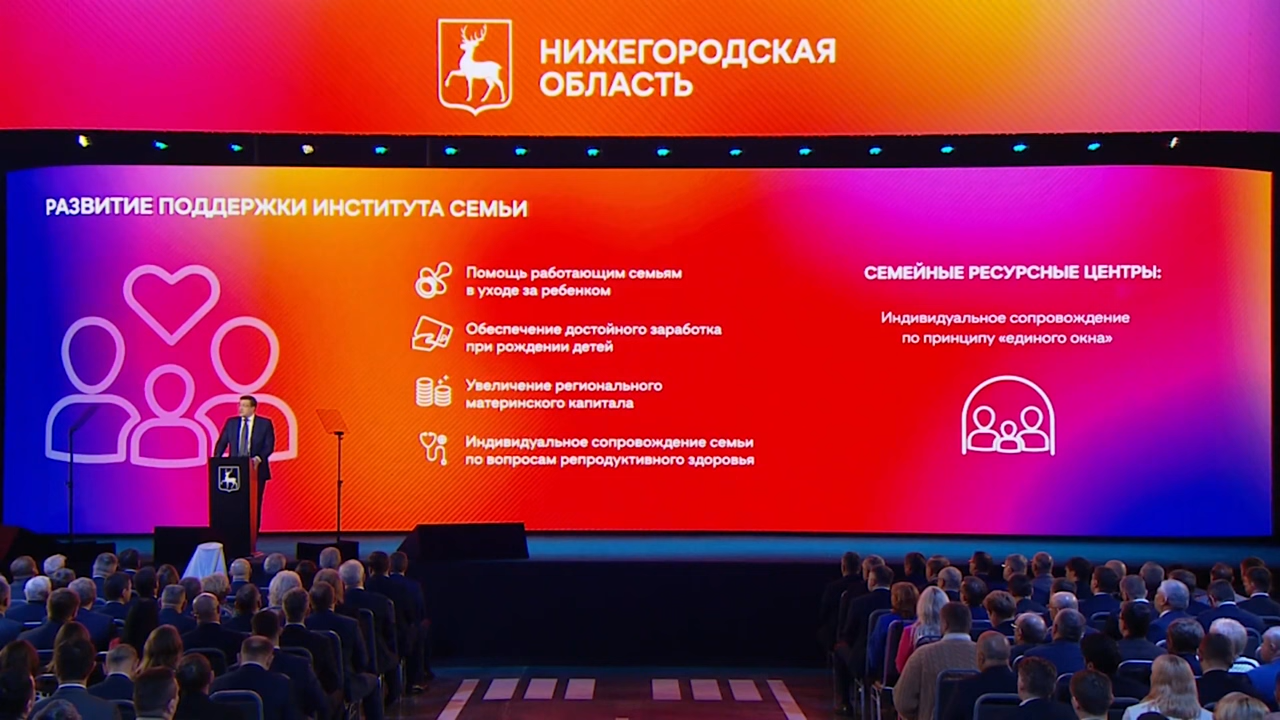 НИЖЕГОРОДСКАЯ
ОБЛАСТЬ
РАЗВИТИЕ ПОДДЕРЖКИ ИНСТИТУТА СЕМЬИ
Помощь работающим семьям
в уходе за ребенком
Обеспечение достойного заработка
при рождении детей
Увеличение регионального
материнского капитала
Индивидуальное сопровождение семьи
по вопросам репродуктивного здоровья
СЕМЕЙНЫЕ РЕСУРСНЫЕ ЦЕНТРЫ:
Индивидуальное сопровождение
по принципу «единого окна»